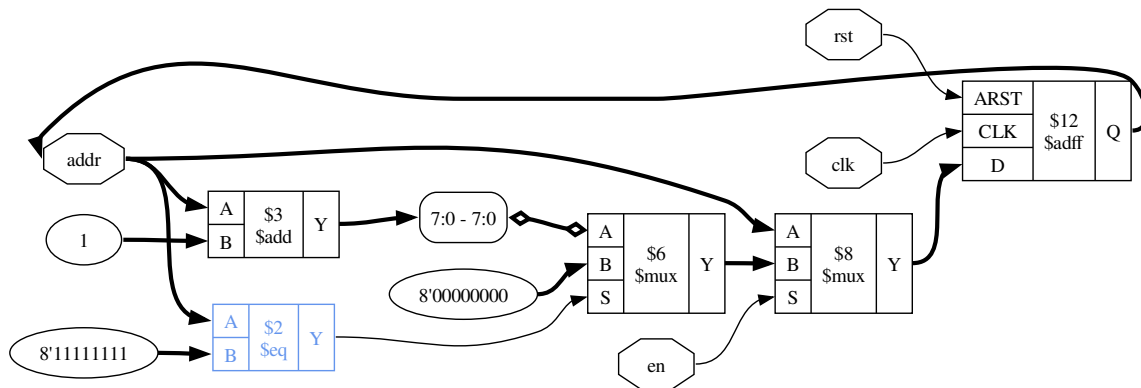 rst
ARST
CLK
D
$12
$adff
Q
clk
addr
A
B
$3
$add
Y
7:0 - 7:0
1
A
B
S
$6
$mux
Y
A
B
S
$8
$mux
Y
8'00000000
A
B
$2
$eq
Y
8'11111111
en